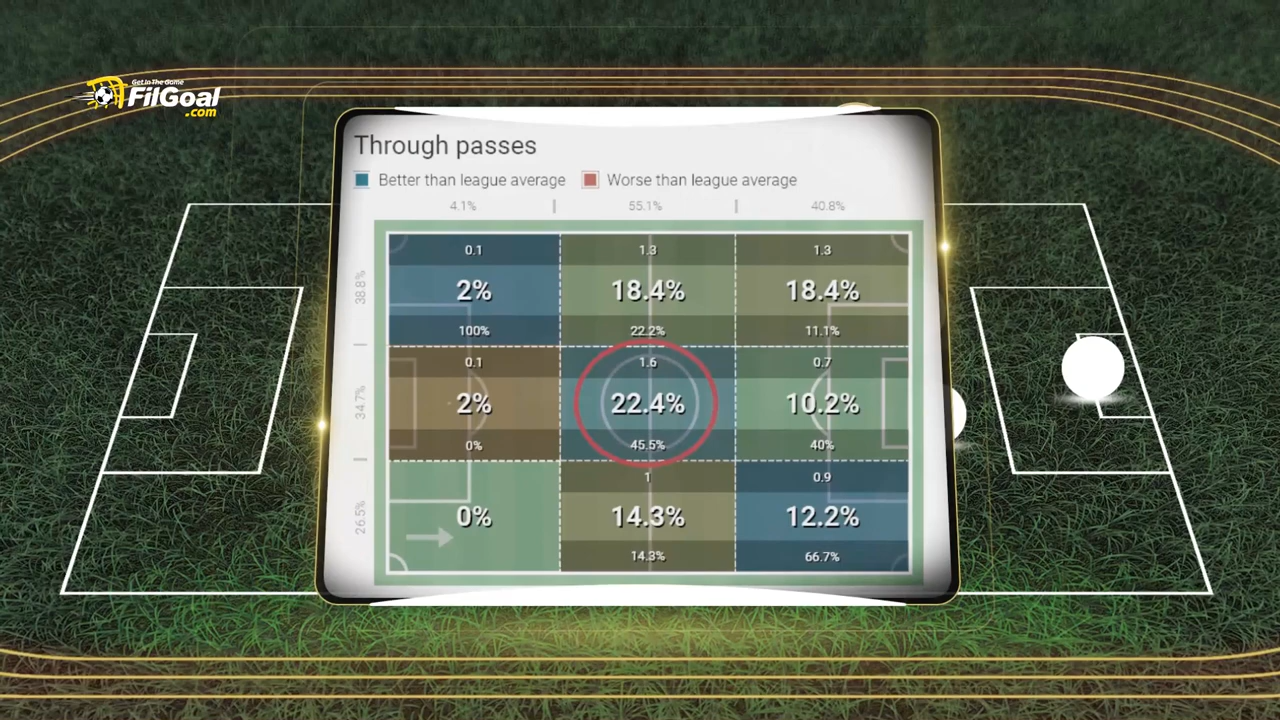 Get In The Game
FilGoal
.com
Through passes
Better than league average
Worse than league average
4.1% | 55.1% | 40.8%
38.8%
34.7%
26.5%
0.1 1.3 1.3
2% 18.4% 18.4%
100% 22.2% 11.1%
0.1 1.6 0.7
2% 22.4% 10.2%
0% 45.5% 40%
1 0.9
0% 14.3% 12.2%
14.3% 66.7%